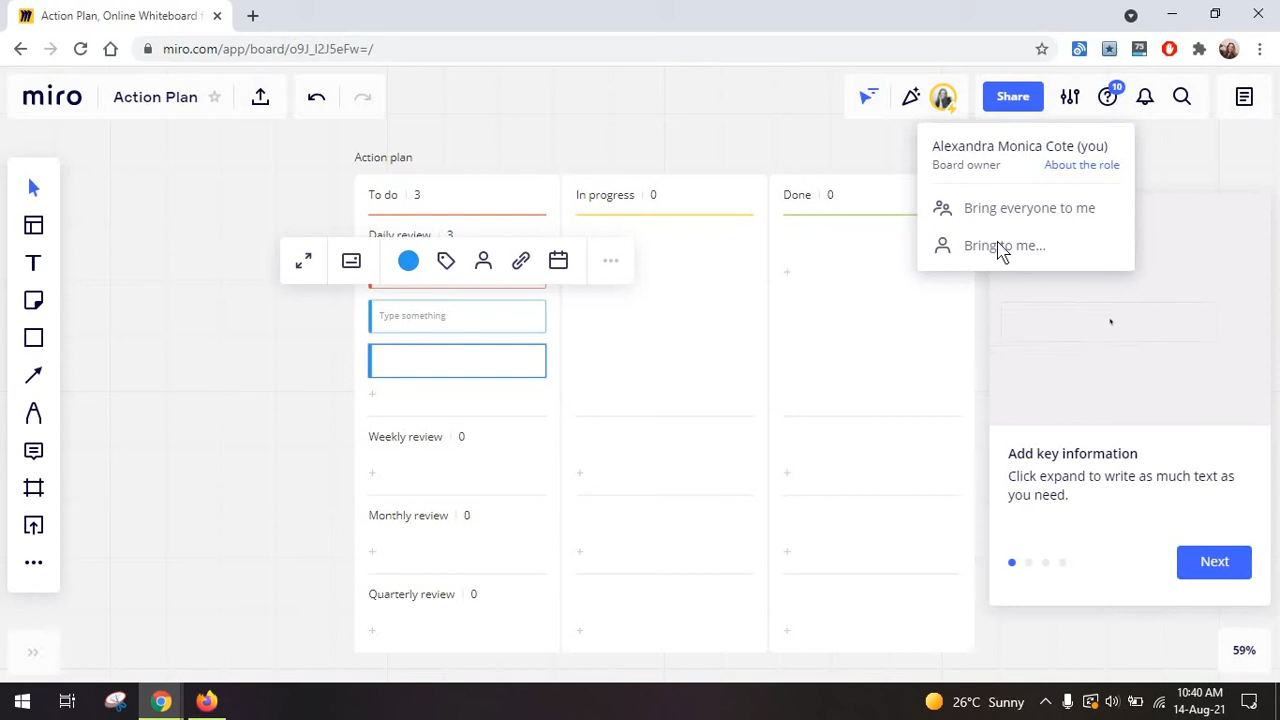 Action Plan, Online Whiteboard f
miro.com/app/board/o9J_l2J5eFw=/
75
miro
Action Plan
Share
10
Alexandra Monica Cote (you)
Board owner
About the role
Bring everyone to me
Bring to me...
Action plan
To do 3
In progress 0
Done 0
Daily review 3
Type something
Weekly review 0
Monthly review 0
Quarterly review 0
Add key information
Click expand to write as much text as
you need.
Next
59%
26°C Sunny
10:40 AM
14-Aug-21